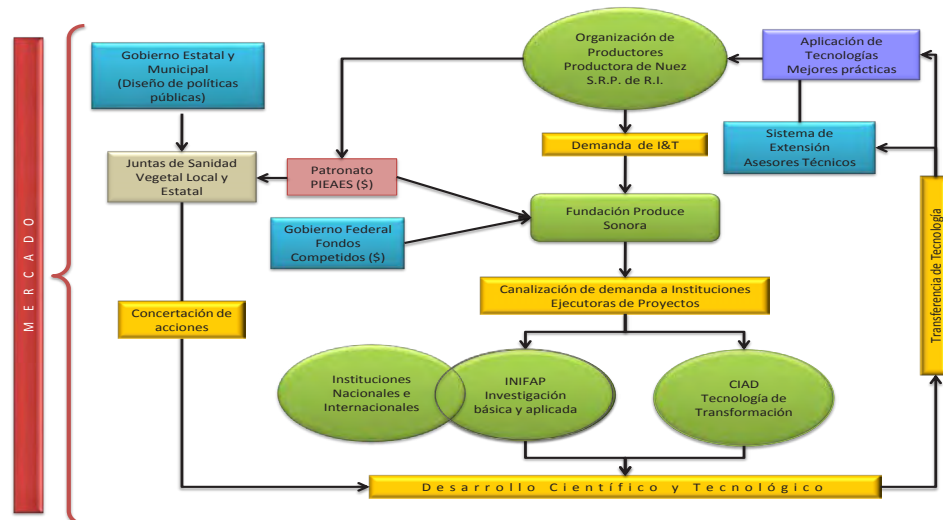 M E R C A D O
Gobierno Estatal y
Municipal
(Diseño de políticas
públicas)
Organización de
Productores
Productora de Nuez
S.R.P. de R.I.
Aplicación de
Tecnologías
Mejores prácticas
Demanda de I&T
Sistema de
Extensión
Asesores Técnicos
Juntas de Sanidad
Vegetal Local y
Estatal
Patronato
PIEAES ($)
Fundación Produce
Sonora
Gobierno Federal
Fondos
Competidos ($)
Canalización de demanda a Instituciones
Ejecutoras de Proyectos
Transferencia de Tecnología
Concertación de
acciones
Instituciones
Nacionales e
Internacionales
INIFAP
Investigación
básica y aplicada
CIAD
Tecnología de
Transformación
Desarrollo Científico y Tecnológico